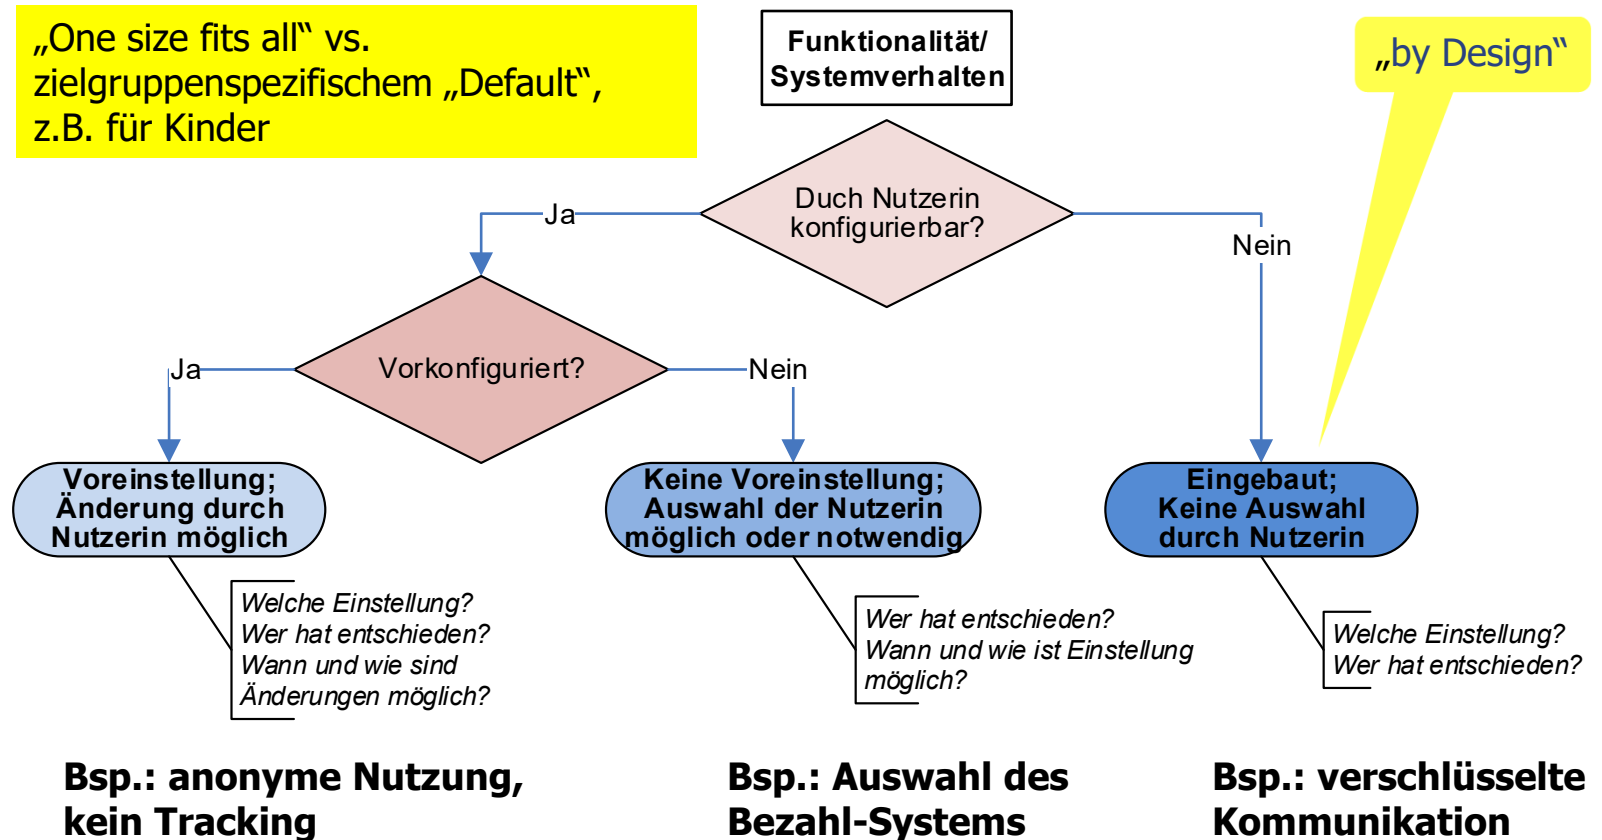 „One size fits all“ vs.
zielgruppenspezifischem „Default“,
z.B. für Kinder
Funktionalität/
Systemverhalten
„by Design“
Duch Nutzerin
konfigurierbar?
Ja
Nein
Vorkonfiguriert?
Ja
Nein
Voreinstellung;
Änderung durch
Nutzerin möglich
Keine Voreinstellung;
Auswahl der Nutzerin
möglich oder notwendig
Eingebaut;
Keine Auswahl
durch Nutzerin
Welche Einstellung?
Wer hat entschieden?
Wann und wie sind
Änderungen möglich?
Wer hat entschieden?
Wann und wie ist Einstellung
möglich?
Welche Einstellung?
Wer hat entschieden?
Bsp.: anonyme Nutzung,
kein Tracking
Bsp.: Auswahl des
Bezahl-Systems
Bsp.: verschlüsselte
Kommunikation